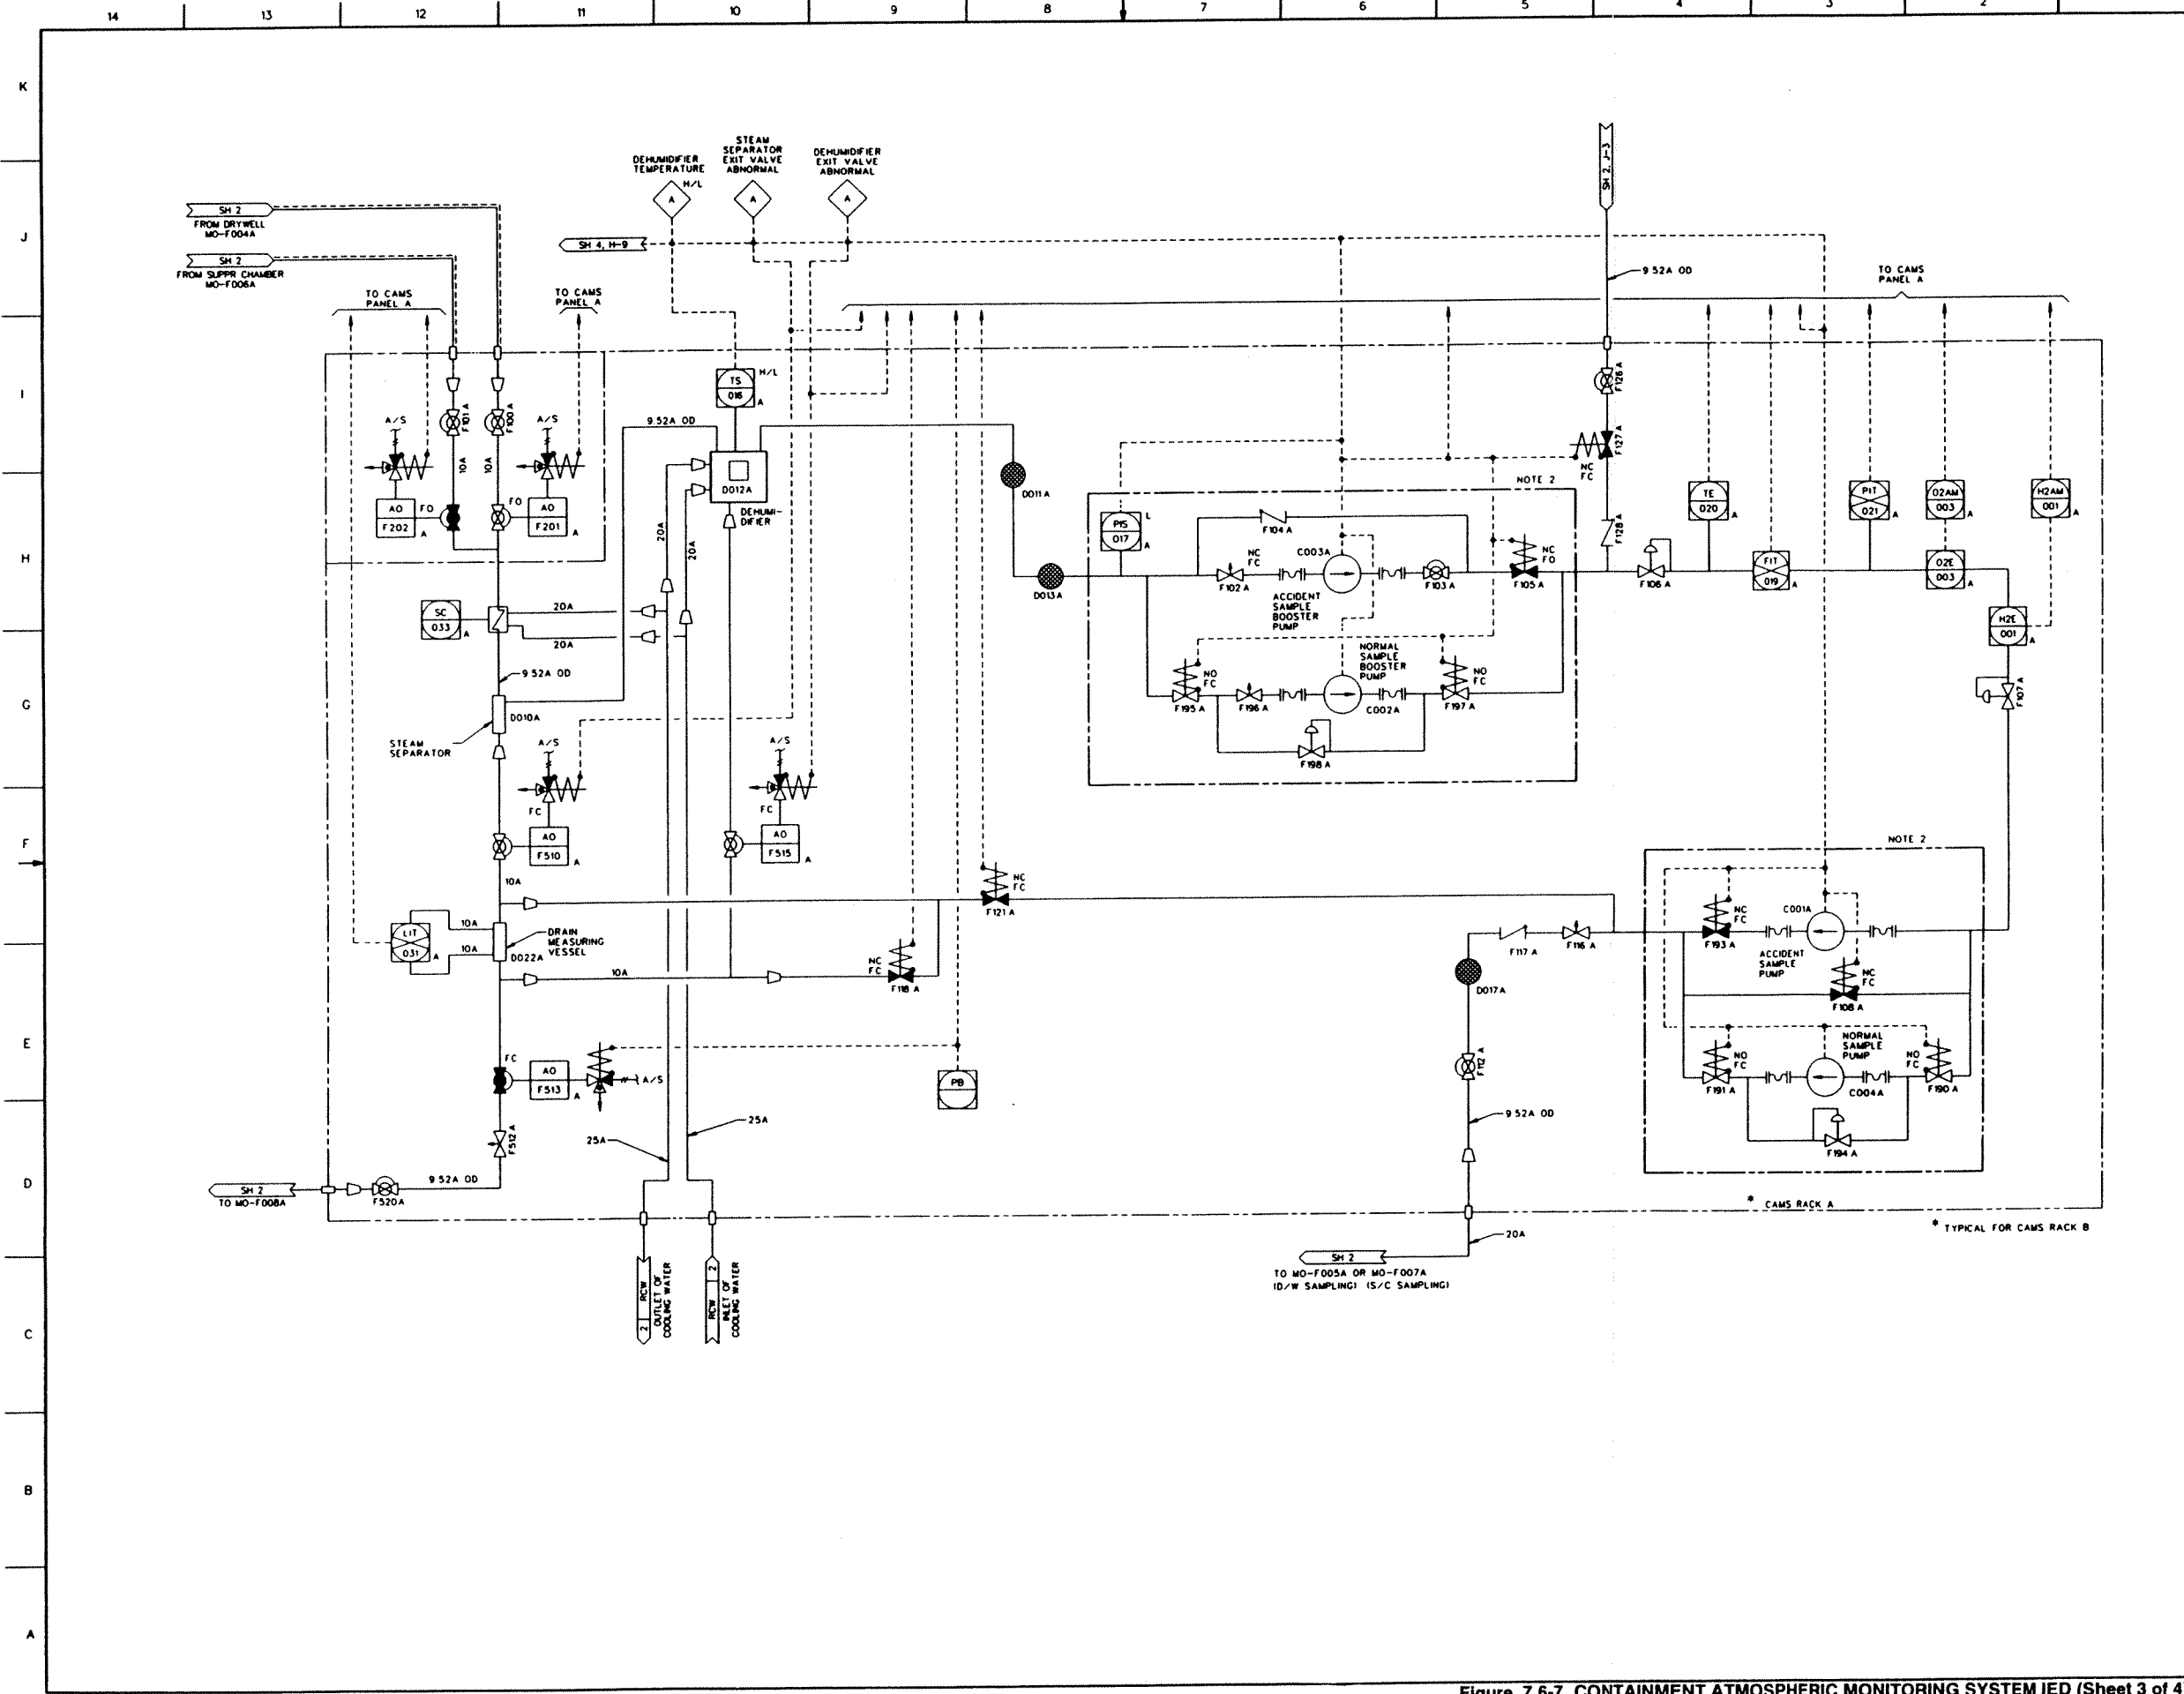 14 13 12 11 10 9 8 7 6 5 4 3 2
K
J
I
H
G
F
E
D
C
B
A
DEHUMIDIFIER
TEMPERATURE
H/L
A
STEAM
SEPARATOR
EXIT VALVE
ABNORMAL
A
DEHUMIDIFIER
EXIT VALVE
ABNORMAL
A
SH 2, J-3
SH 2
FROM DRYWELL
MO-F004A
SH 2
FROM SUPPR CHAMBER
MO-F006A
SH 4, H-9
9.52A OD
TO CAMS
PANEL A
TO CAMS
PANEL A
TO CAMS
PANEL A
TS
016
H/L
A
F101 A
F100 A
A/S
A/S
10A
10A
9.52A OD
F126 A
F127 A
NC
FC
F128 A
AO
F202
FO
A
FO
AO
F201
A
D012A
DEHUMI-
DIFIER
20A
20A
D011 A
D013A
NOTE 2
PIS
017
L
A
F104 A
NC
FC
F102 A
C003A
ACCIDENT
SAMPLE
BOOSTER
PUMP
F103 A
NC
FO
F105 A
F106 A
TE
020
A
FIT
019
A
PIT
021
A
O2AM
003
A
O2E
003
A
H2AM
001
A
H2E
001
A
F107 A
SC
033
A
20A
20A
9.52A OD
D010A
STEAM
SEPARATOR
NO
FC
F195 A
F196 A
NORMAL
SAMPLE
BOOSTER
PUMP
C002A
NO
FC
F197 A
F198 A
A/S
FC
AO
F510
A
A/S
FC
AO
F515
A
10A
NC
FC
F121 A
LIT
031
A
10A
10A
DRAIN
MEASURING
VESSEL
D022A
10A
NC
FC
F118 A
NOTE 2
NC
FC
F193 A
C001A
ACCIDENT
SAMPLE
PUMP
NC
FC
F108 A
F117 A
F116 A
D017A
F112 A
NO
FC
F191 A
NORMAL
SAMPLE
PUMP
C004A
NO
FC
F190 A
F194 A
FC
AO
F513
A
A/S
PB
F512 A
25A
25A
9.52A OD
SH 2
TO MO-F008A
F520A
9.52A OD
* CAMS RACK A
* TYPICAL FOR CAMS RACK B
20A
SH 2
TO MO-F005A OR MO-F007A
(D/W SAMPLING) (S/C SAMPLING)
2 RCW
OUTLET OF
COOLING WATER
RCW 2
INLET OF
COOLING WATER
Figure 7.6-7 CONTAINMENT ATMOSPHERIC MONITORING SYSTEM IED (Sheet 3 of 4